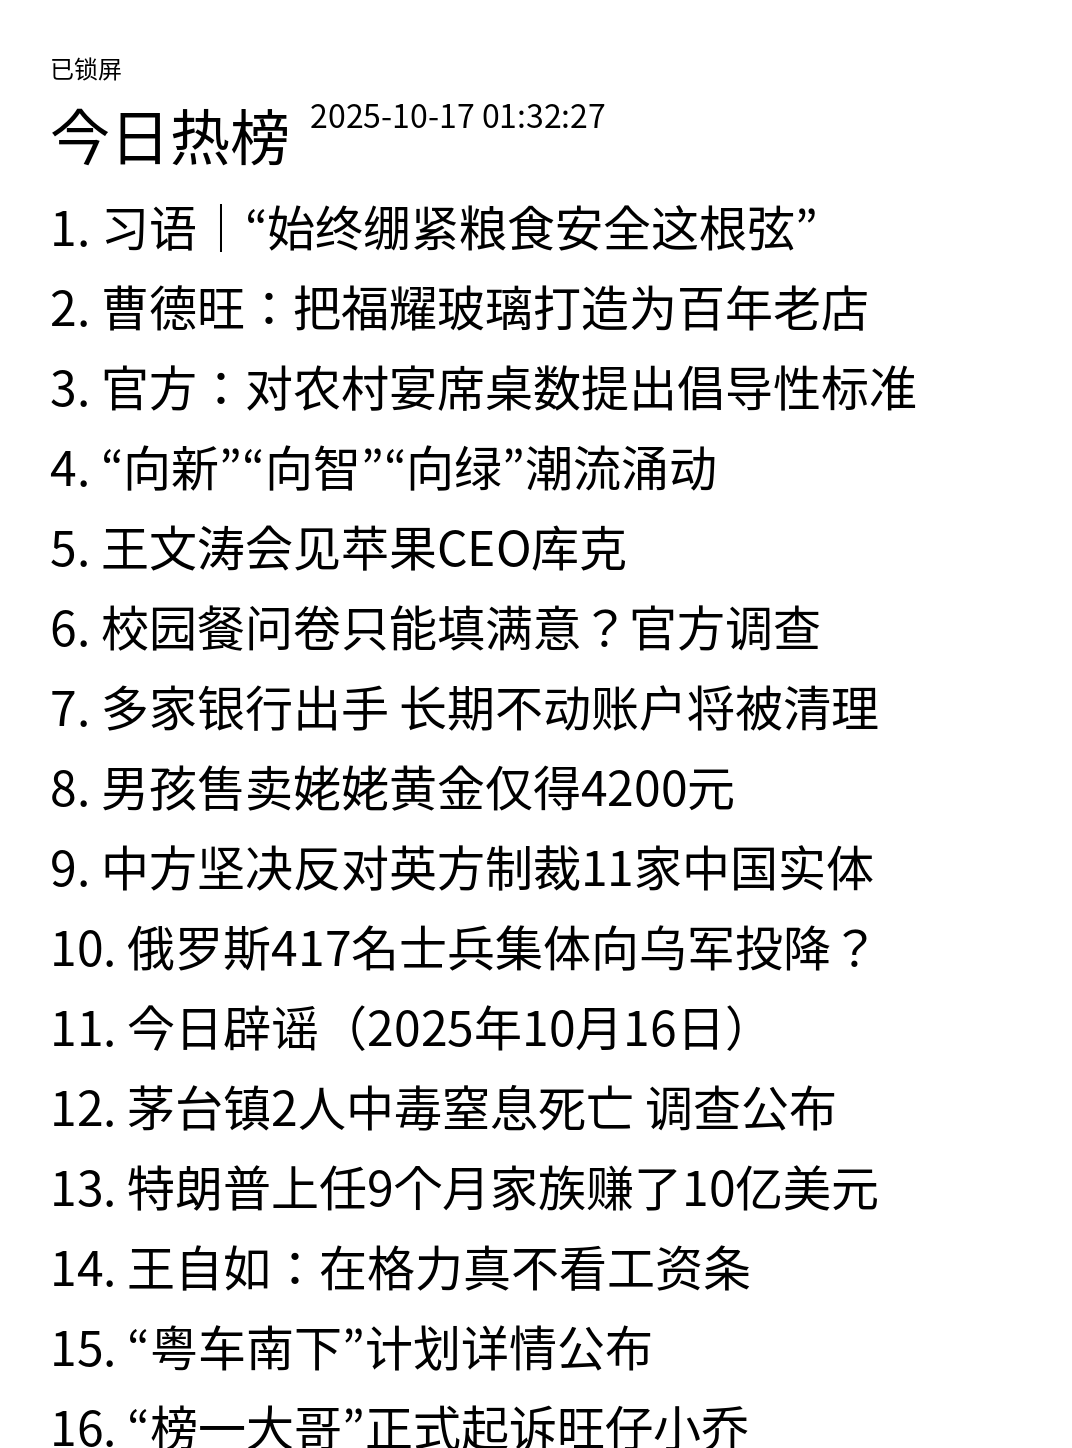 已锁屏
今日热榜 2025-10-17 01:32:27
1. 习语｜“始终绷紧粮食安全这根弦”
2. 曹德旺：把福耀玻璃打造为百年老店
3. 官方：对农村宴席桌数提出倡导性标准
4. “向新”“向智”“向绿”潮流涌动
5. 王文涛会见苹果CEO库克
6. 校园餐问卷只能填满意？官方调查
7. 多家银行出手 长期不动账户将被清理
8. 男孩售卖姥姥黄金仅得4200元
9. 中方坚决反对英方制裁11家中国实体
10. 俄罗斯417名士兵集体向乌军投降？
11. 今日辟谣（2025年10月16日）
12. 茅台镇2人中毒窒息死亡 调查公布
13. 特朗普上任9个月家族赚了10亿美元
14. 王自如：在格力真不看工资条
15. “粤车南下”计划详情公布
16. “榜一大哥”正式起诉旺仔小乔